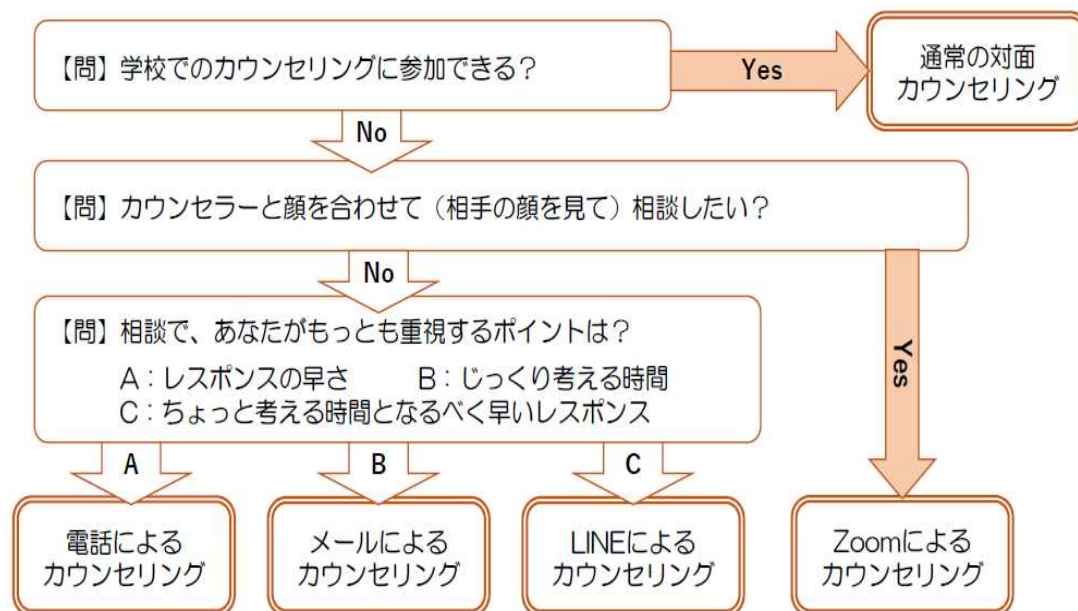 【問】学校でのカウンセリングに参加できる？
Yes
通常の対面
カウンセリング
No
【問】カウンセラーと顔を合わせて（相手の顔を見て）相談したい？
No
Yes
【問】相談で、あなたがもっとも重視するポイントは？
A：レスポンスの早さ　　B：じっくり考える時間
C：ちょっと考える時間となるべく早いレスポンス
A
B
C
電話による
カウンセリング
メールによる
カウンセリング
LINEによる
カウンセリング
Zoomによる
カウンセリング